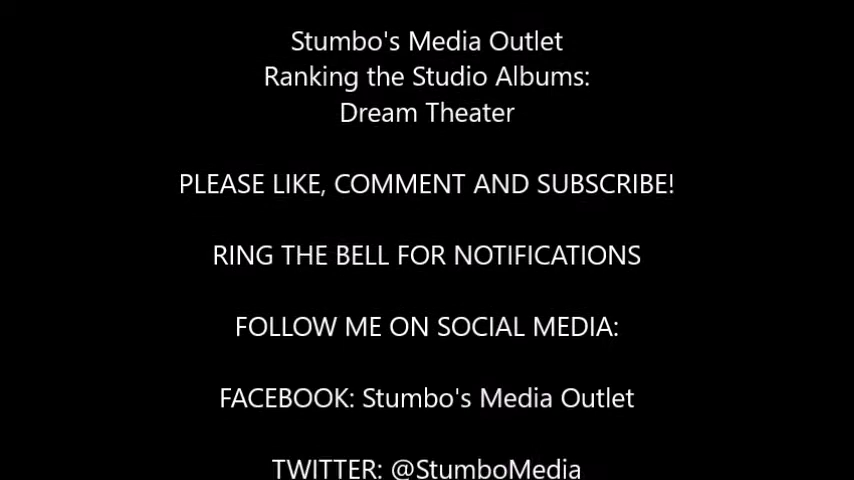 Stumbo's Media Outlet
Ranking the Studio Albums:
Dream Theater
PLEASE LIKE, COMMENT AND SUBSCRIBE!
RING THE BELL FOR NOTIFICATIONS
FOLLOW ME ON SOCIAL MEDIA:
FACEBOOK: Stumbo's Media Outlet
TWITTER: @StumboMedia